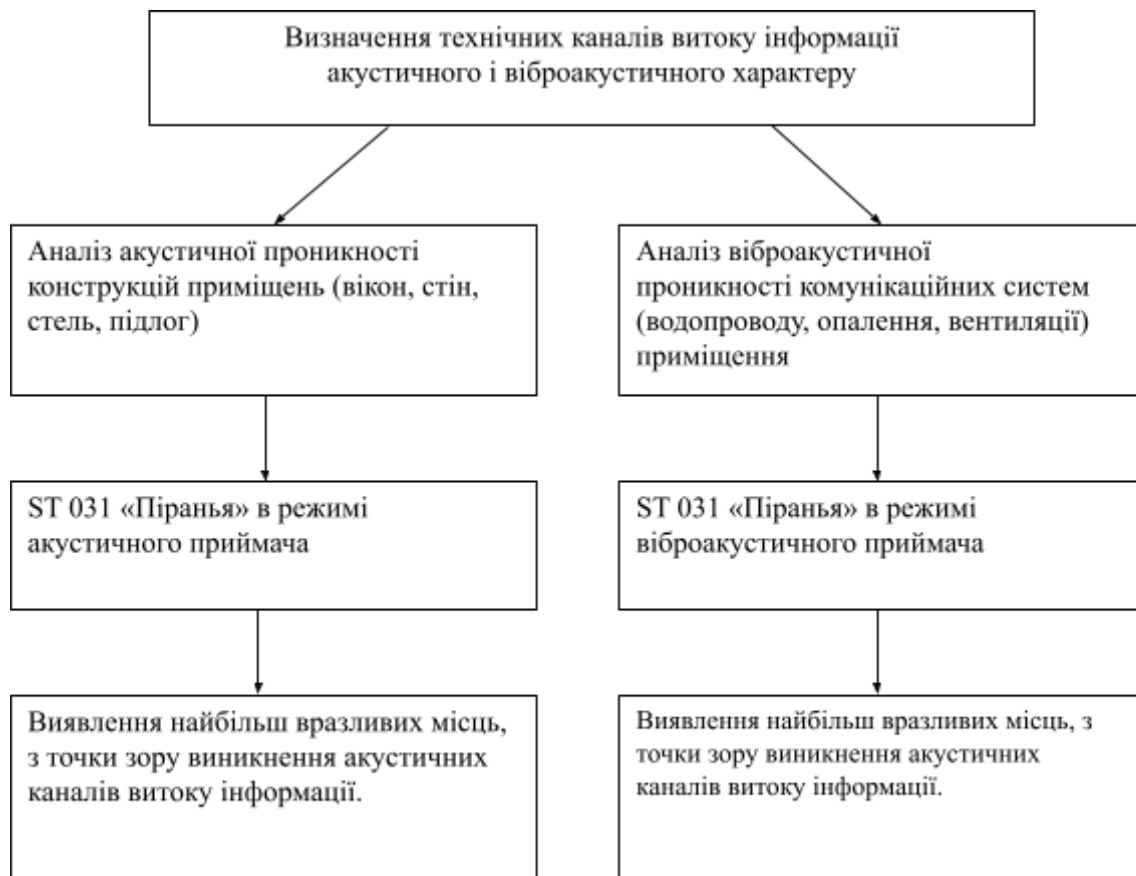 Визначення технічних каналів витоку інформації
акустичного і віброакустичного характеру
Аналіз акустичної проникності
конструкцій приміщень (вікон, стін,
стель, підлог)
Аналіз віброакустичної
проникності комунікаційних систем
(водопроводу, опалення, вентиляції)
приміщення
ST 031 «Піранья» в режимі
акустичного приймача
ST 031 «Піранья» в режимі
віброакустичного приймача
Виявлення найбільш вразливих місць,
з точки зору виникнення акустичних
каналів витоку інформації.
Виявлення найбільш вразливих місць, з
точки зору виникнення акустичних
каналів витоку інформації.